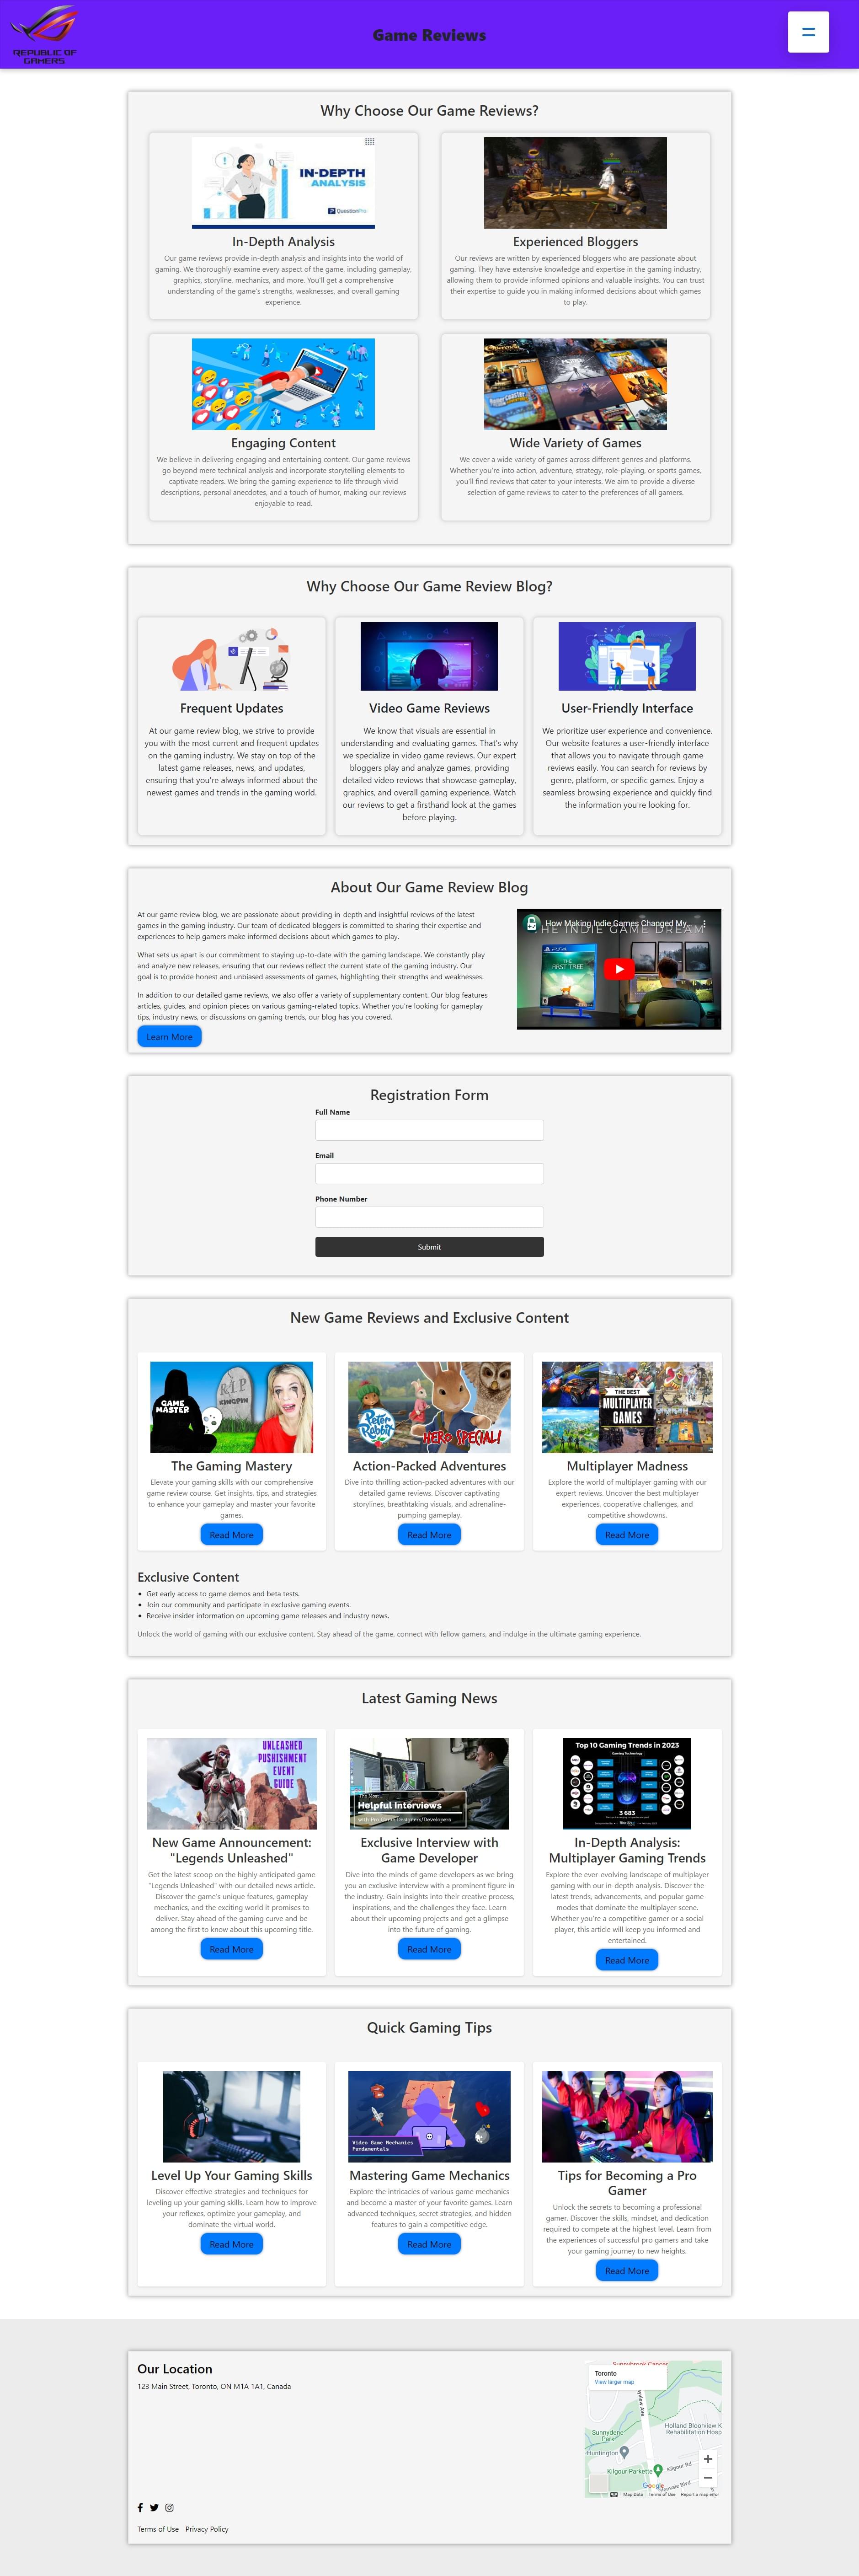 REPUBLIC OF
GAMERS
Game Reviews
Why Choose Our Game Reviews?
IN-DEPTH
ANALYSIS
QuestionPro
In-Depth Analysis
Our game reviews provide in-depth analysis and insights into the world of
gaming. We thoroughly examine every aspect of the game, including gameplay,
graphics, storyline, mechanics, and more. You'll get a comprehensive
understanding of the game's strengths, weaknesses, and overall gaming
experience.
Experienced Bloggers
Our reviews are written by experienced bloggers who are passionate about
gaming. They have extensive knowledge and expertise in the gaming industry,
allowing them to provide informed opinions and valuable insights. You can trust
their expertise to guide you in making informed decisions about which games
to play.
Engaging Content
We believe in delivering engaging and entertaining content. Our game reviews
go beyond mere technical analysis and incorporate storytelling elements to
captivate readers. We bring the gaming experience to life through vivid
descriptions, personal anecdotes, and a touch of humor, making our reviews
enjoyable to read.
Wide Variety of Games
We cover a wide variety of games across different genres and platforms.
Whether you're into action, adventure, strategy, role-playing, or sports games,
you'll find reviews that cater to your interests. We aim to provide a diverse
selection of game reviews to cater to the preferences of all gamers.
Why Choose Our Game Review Blog?
Frequent Updates
At our game review blog, we strive to provide
you with the most current and frequent updates
on the gaming industry. We stay on top of the
latest game releases, news, and updates,
ensuring that you're always informed about the
newest games and trends in the gaming world.
Video Game Reviews
We know that visuals are essential in
understanding and evaluating games. That's why
we specialize in video game reviews. Our expert
bloggers play and analyze games, providing
detailed video reviews that showcase gameplay,
graphics, and overall gaming experience. Watch
our reviews to get a firsthand look at the games
before playing.
User-Friendly Interface
We prioritize user experience and convenience.
Our website features a user-friendly interface
that allows you to navigate through game
reviews easily. You can search for reviews by
genre, platform, or specific games. Enjoy a
seamless browsing experience and quickly find
the information you're looking for.
About Our Game Review Blog
At our game review blog, we are passionate about providing in-depth and insightful reviews of the latest
games in the gaming industry. Our team of dedicated bloggers is committed to sharing their expertise and
experiences to help gamers make informed decisions about which games to play.
What sets us apart is our commitment to staying up-to-date with the gaming landscape. We constantly play
and analyze new releases, ensuring that our reviews reflect the current state of the gaming industry. Our
goal is to provide honest and unbiased assessments of games, highlighting their strengths and weaknesses.
In addition to our detailed game reviews, we also offer a variety of supplementary content. Our blog features
articles, guides, and opinion pieces on various gaming-related topics. Whether you're looking for gameplay
tips, industry news, or discussions on gaming trends, our blog has you covered.
Learn More
How Making Indie Games Changed My
THE INDIE GAME DREAM
PS4
THE
FIRST TREE
Registration Form
Full Name
Email
Phone Number
Submit
New Game Reviews and Exclusive Content
GAME
MASTER
R.I.P
KINGPIN
The Gaming Mastery
Elevate your gaming skills with our comprehensive
game review course. Get insights, tips, and strategies
to enhance your gameplay and master your favorite
games.
Read More
Peter
Rabbit
HERO SPECIAL!
Action-Packed Adventures
Dive into thrilling action-packed adventures with our
detailed game reviews. Discover captivating
storylines, breathtaking visuals, and adrenaline-
pumping gameplay.
Read More
THE BEST
MULTIPLAYER
GAMES
Multiplayer Madness
Explore the world of multiplayer gaming with our
expert reviews. Uncover the best multiplayer
experiences, cooperative challenges, and
competitive showdowns.
Read More
Exclusive Content
Get early access to game demos and beta tests.
Join our community and participate in exclusive gaming events.
Receive insider information on upcoming game releases and industry news.
Unlock the world of gaming with our exclusive content. Stay ahead of the game, connect with fellow gamers, and indulge in the ultimate gaming experience.
Latest Gaming News
UNLEASHED
PUSHISHMENT
EVENT
GUIDE
New Game Announcement:
"Legends Unleashed"
Get the latest scoop on the highly anticipated game
"Legends Unleashed" with our detailed news article.
Discover the game's unique features, gameplay
mechanics, and the exciting world it promises to
deliver. Stay ahead of the gaming curve and be
among the first to know about this upcoming title.
Read More
The Most
Helpful Interviews
with Pro Game Designers/Developers
Exclusive Interview with
Game Developer
Dive into the minds of game developers as we bring
you an exclusive interview with a prominent figure in
the industry. Gain insights into their creative process,
inspirations, and the challenges they face. Learn
about their upcoming projects and get a glimpse
into the future of gaming.
Read More
Top 10 Gaming Trends in 2023
Gaming Technology
3 683
In-Depth Analysis:
Multiplayer Gaming Trends
Explore the ever-evolving landscape of multiplayer
gaming with our in-depth analysis. Discover the
latest trends, advancements, and popular game
modes that dominate the multiplayer scene.
Whether you're a competitive gamer or a social
player, this article will keep you informed and
entertained.
Read More
Quick Gaming Tips
Level Up Your Gaming Skills
Discover effective strategies and techniques for
leveling up your gaming skills. Learn how to improve
your reflexes, optimize your gameplay, and
dominate the virtual world.
Read More
Video Game Mechanics
Fundamentals
Mastering Game Mechanics
Explore the intricacies of various game mechanics
and become a master of your favorite games. Learn
advanced techniques, secret strategies, and hidden
features to gain a competitive edge.
Read More
Tips for Becoming a Pro
Gamer
Unlock the secrets to becoming a professional
gamer. Discover the skills, mindset, and dedication
required to compete at the highest level. Learn from
the experiences of successful pro gamers and take
your gaming journey to new heights.
Read More
Our Location
123 Main Street, Toronto, ON M1A 1A1, Canada
Sunnybrook Cancer
Toronto
View larger map
Sunnydene
Park
Holland Bloorview K
Rehabilitation Hosp
Huntington
Kilgour Parkette
Kilgour Rd
Google
Glenvale Blvd
Map Data
Terms of Use
Report a map error
Terms of Use
Privacy Policy